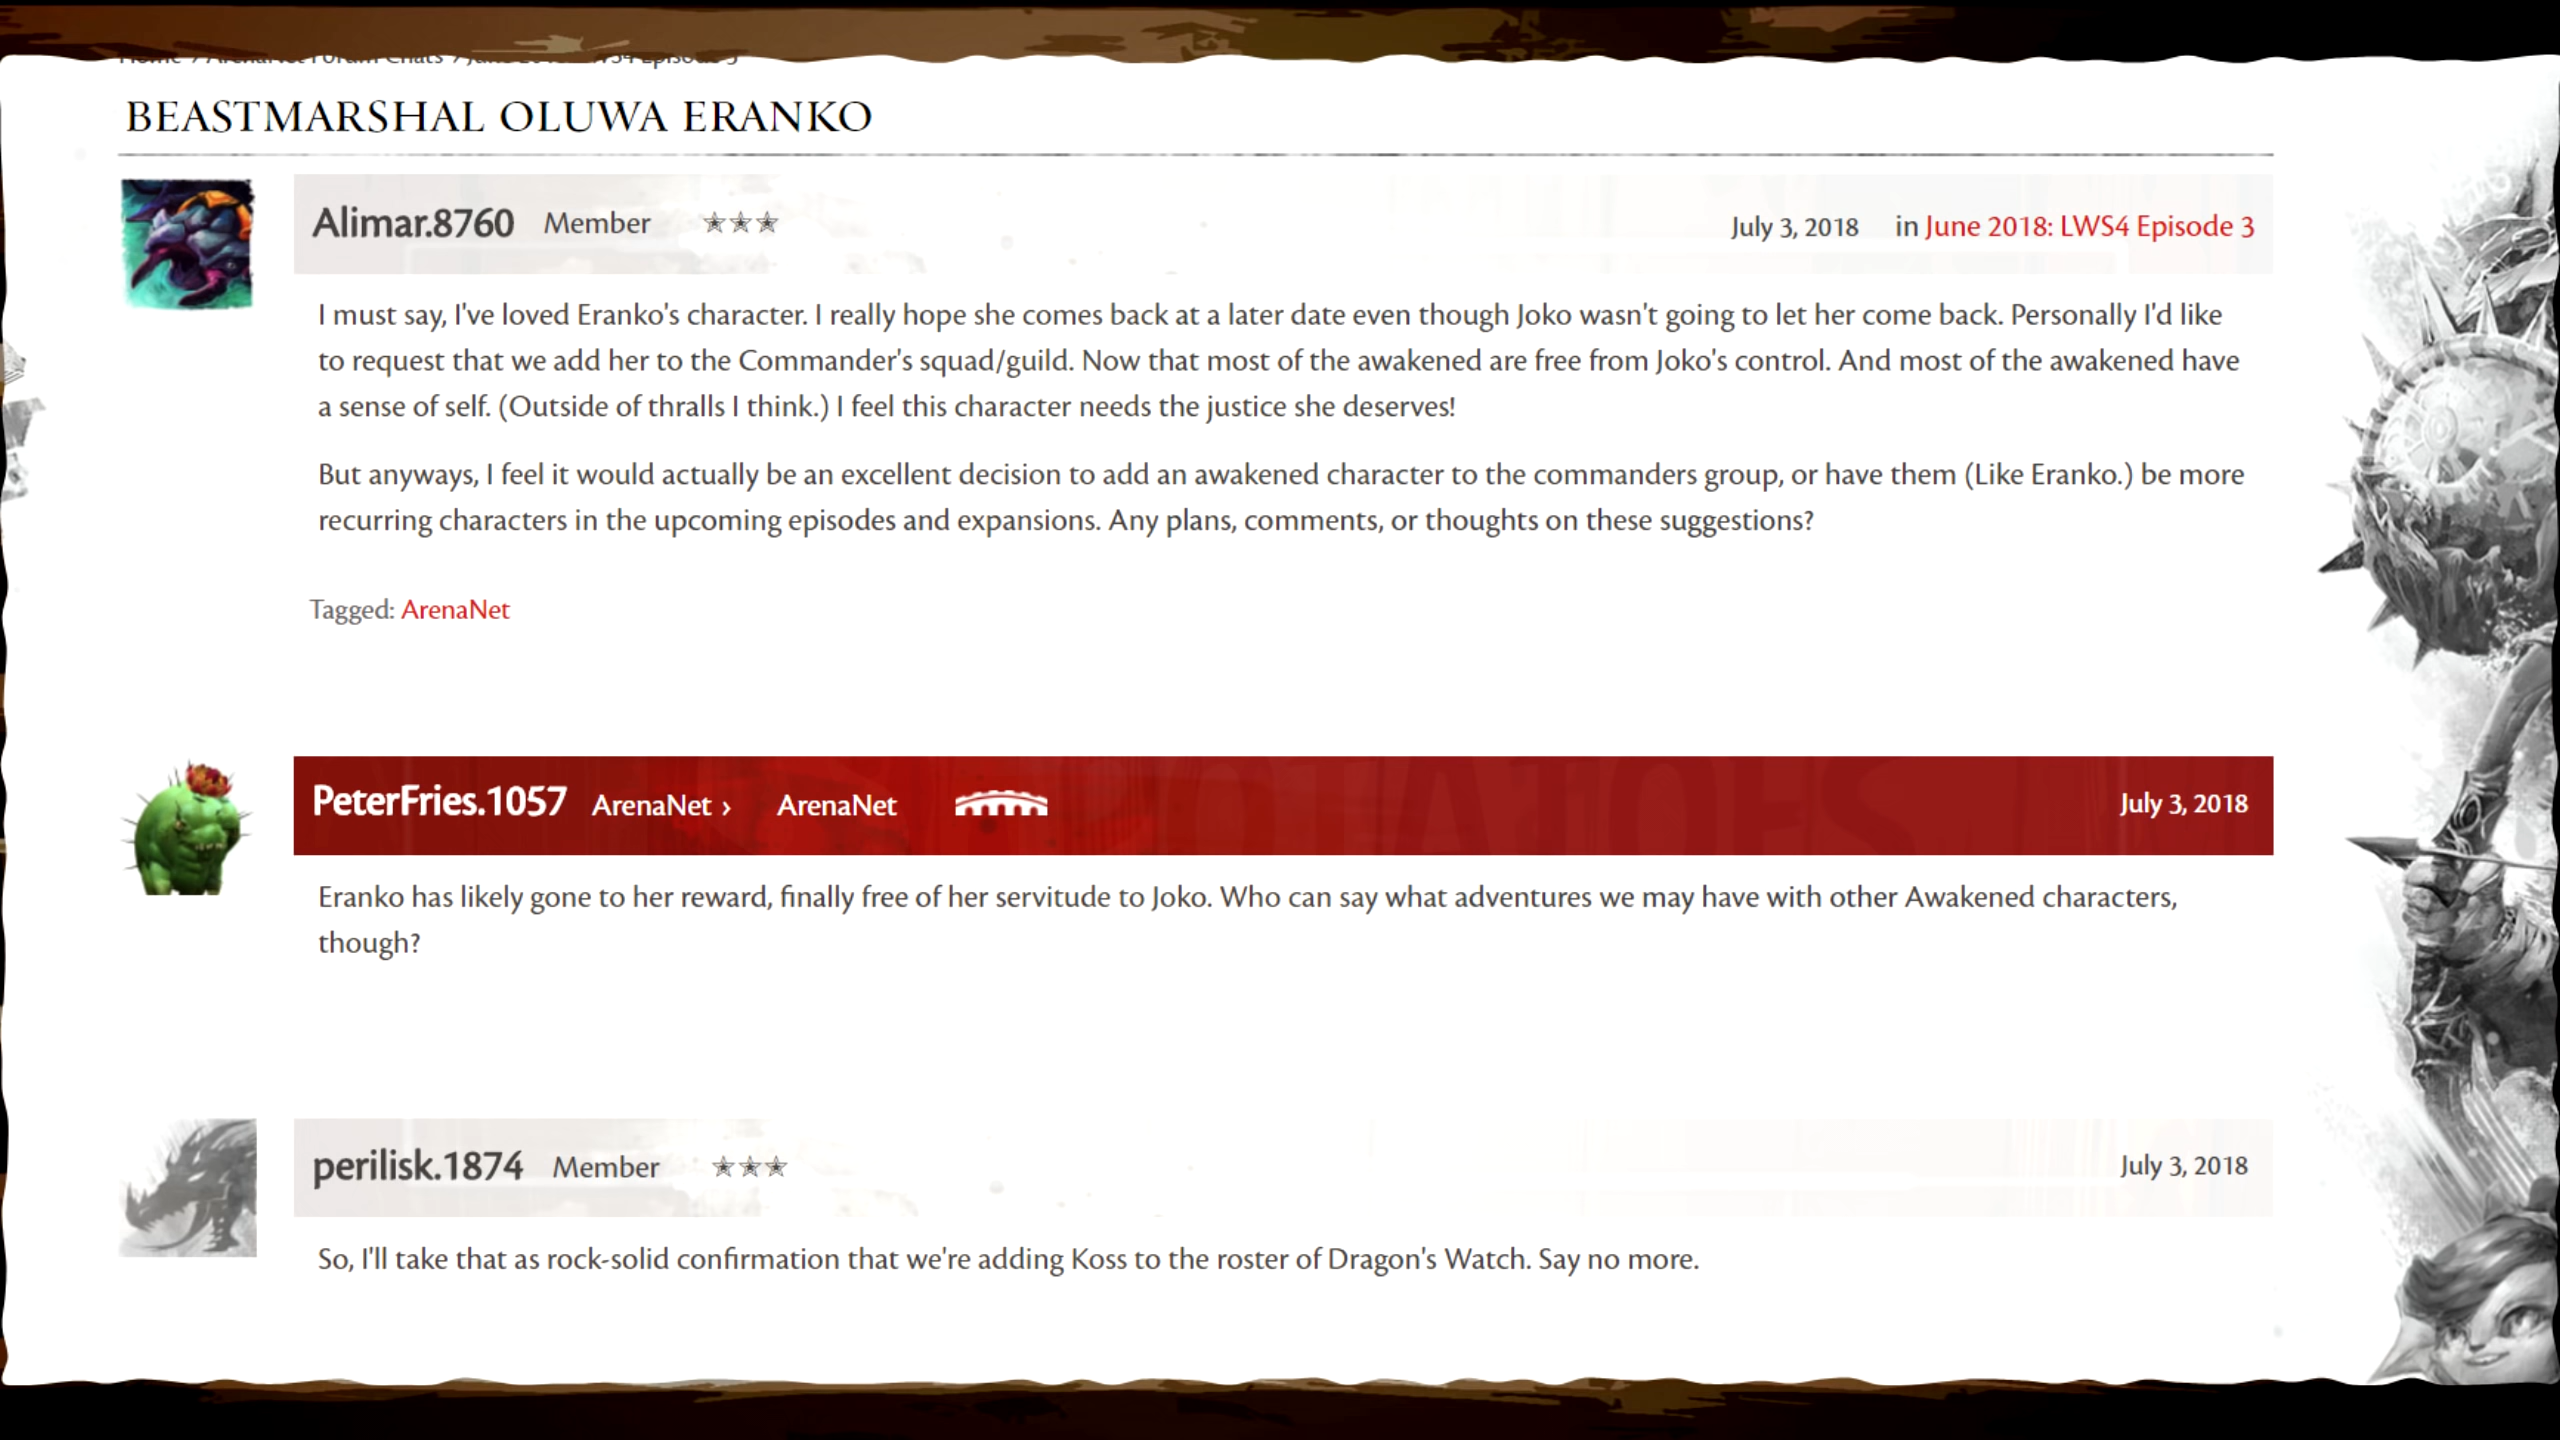 BEASTMARSHAL OLUWA ERANKO
Alimar.8760 Member ✭✭✭ July 3, 2018 in June 2018: LWS4 Episode 3
I must say, I've loved Eranko's character. I really hope she comes back at a later date even though Joko wasn't going to let her come back. Personally I'd like
to request that we add her to the Commander's squad/guild. Now that most of the awakened are free from Joko's control. And most of the awakened have
a sense of self. (Outside of thralls I think.) I feel this character needs the justice she deserves!
But anyways, I feel it would actually be an excellent decision to add an awakened character to the commanders group, or have them (Like Eranko.) be more
recurring characters in the upcoming episodes and expansions. Any plans, comments, or thoughts on these suggestions?
Tagged: ArenaNet
PeterFries.1057 ArenaNet › ArenaNet July 3, 2018
Eranko has likely gone to her reward, finally free of her servitude to Joko. Who can say what adventures we may have with other Awakened characters,
though?
perilisk.1874 Member ✭✭✭ July 3, 2018
So, I'll take that as rock-solid confirmation that we're adding Koss to the roster of Dragon's Watch. Say no more.